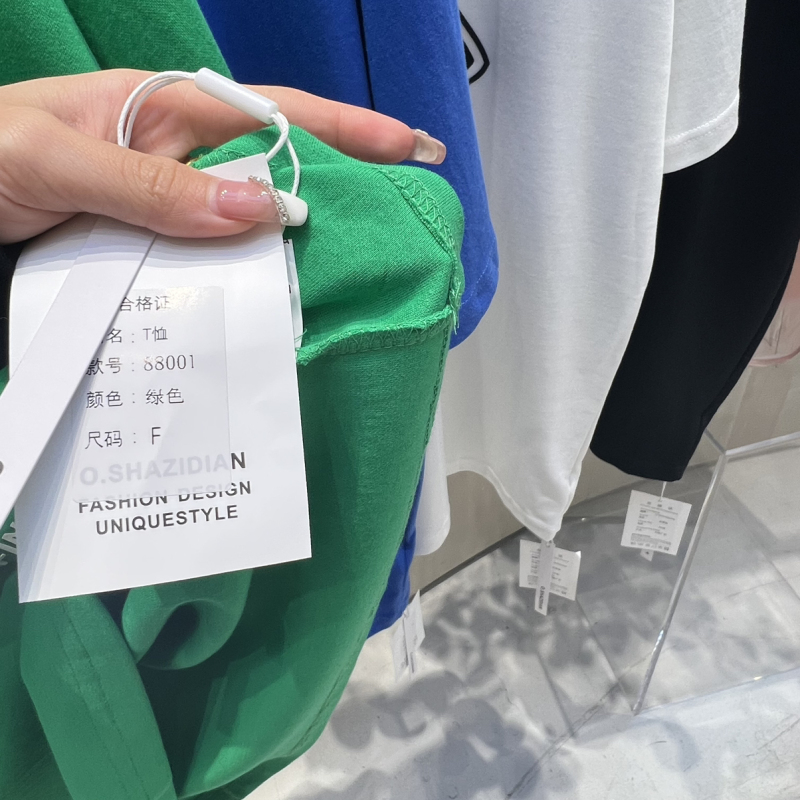 合格证
名：T恤
款号：88001
颜色：绿色
尺码：F
O.SHAZIDIAN
FASHION DESIGN
UNIQUESTYLE